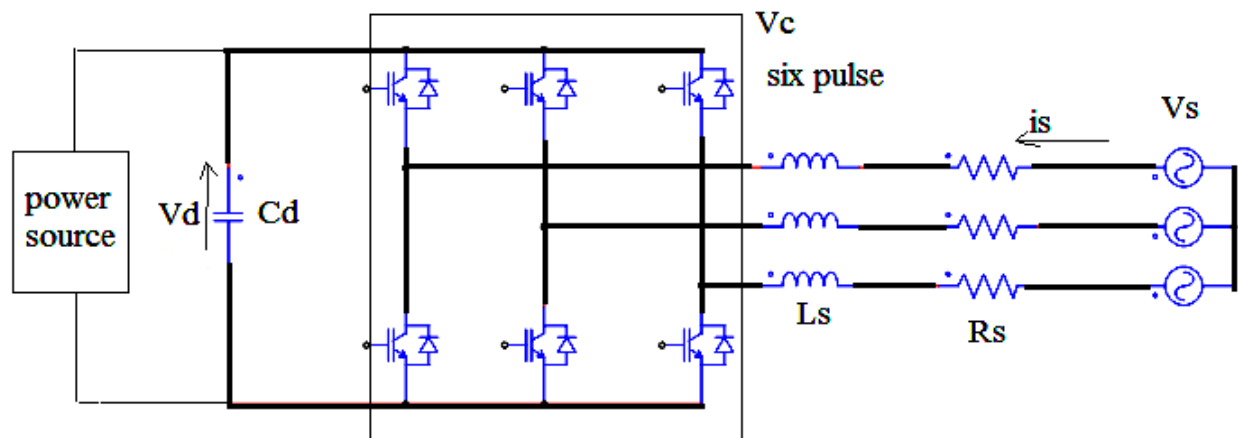 Vc
six pulse
Vs
is
power
source
Vd
Cd
Ls
Rs